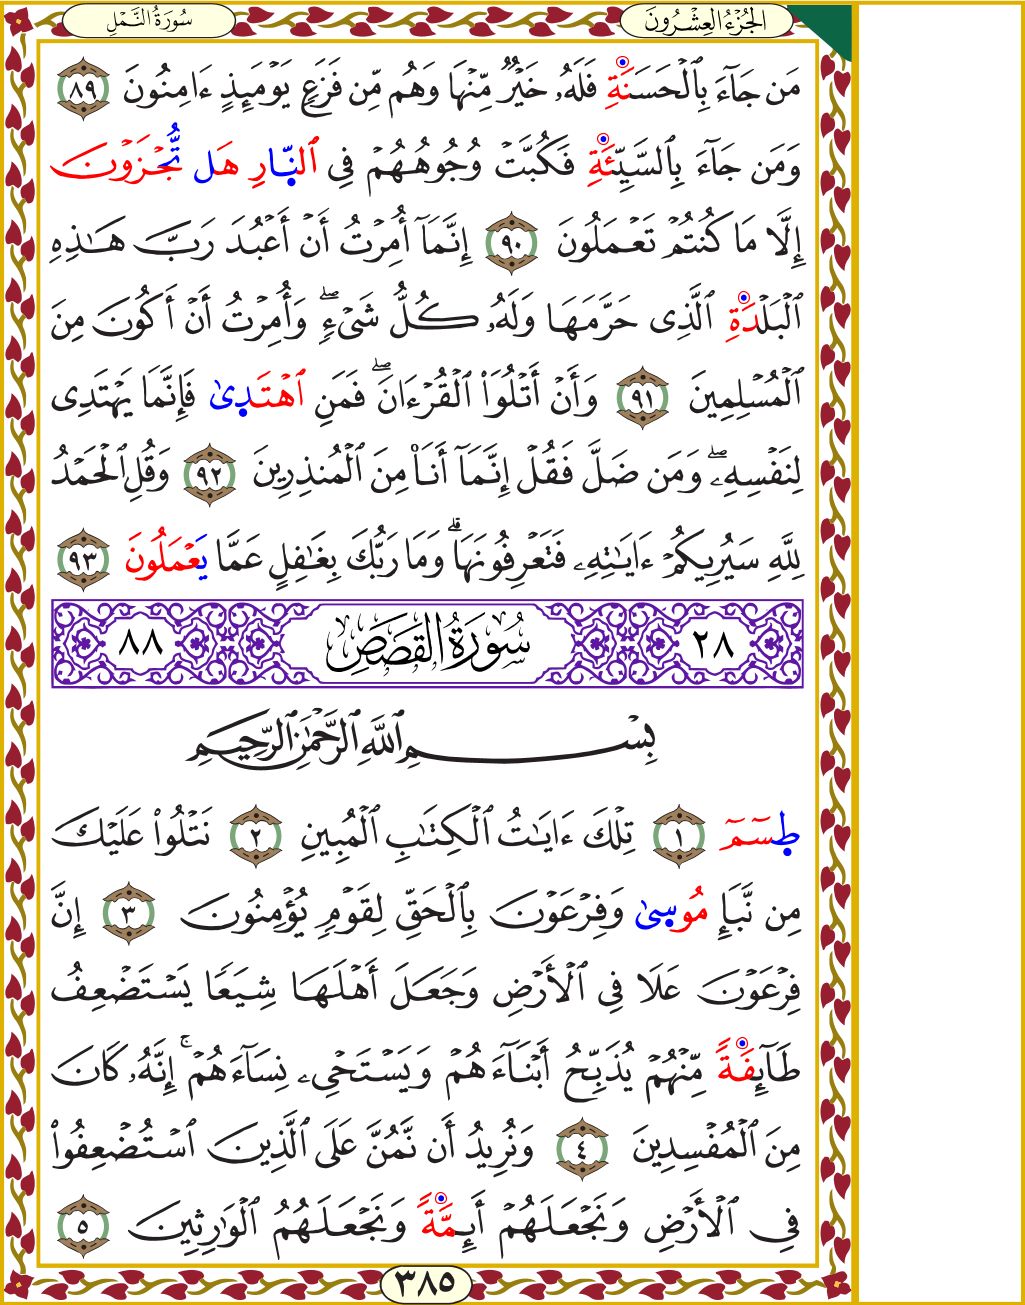 الجُزْءُ العِشْرُونَ
سُورَةُ النَّمْلِ
مَن جَآءَ بِٱلْحَسَنَةِ فَلَهُۥ خَيْرٌ مِّنْهَا وَهُم مِّن فَزَعٍ يَوْمَئِذٍ ءَامِنُونَ ٨٩
وَمَن جَآءَ بِٱلسَّيِّئَةِ فَكُبَّتْ وُجُوهُهُمْ فِى ٱلنَّارِ هَل تُّجْزَوْنَ
إِلَّا مَا كُنتُمْ تَعْمَلُونَ ٩٠ إِنَّمَآ أُمِرْتُ أَنْ أَعْبُدَ رَبَّ هَٰذِهِ
ٱلْبَلْدَةِ ٱلَّذِى حَرَّمَهَا وَلَهُۥ كُلُّ شَىْءٍ ۖ وَأُمِرْتُ أَنْ أَكُونَ مِنَ
ٱلْمُسْلِمِينَ ٩١ وَأَنْ أَتْلُوَا۟ ٱلْقُرْءَانَ ۖ فَمَنِ ٱهْتَدِىٰ فَإِنَّمَا يَهْتَدِى
لِنَفْسِهِۦ ۖ وَمَن ضَلَّ فَقُلْ إِنَّمَآ أَنَا۠ مِنَ ٱلْمُنذِرِينَ ٩٢ وَقُلِ ٱلْحَمْدُ
لِلَّهِ سَيُرِيكُمْ ءَايَٰتِهِۦ فَتَعْرِفُونَهَا ۚ وَمَا رَبُّكَ بِغَٰفِلٍ عَمَّا يَعْمَلُونَ ٩٣
٢٨ سُورَةُ القَصَصِ ٨٨
بِسْمِ ٱللَّهِ ٱلرَّحْمَٰنِ ٱلرَّحِيمِ
طِسٓمٓ ١ تِلْكَ ءَايَٰتُ ٱلْكِتَٰبِ ٱلْمُبِينِ ٢ نَتْلُوا۟ عَلَيْكَ
مِن نَّبَإِ مُوسِىٰ وَفِرْعَوْنَ بِٱلْحَقِّ لِقَوْمٍ يُؤْمِنُونَ ٣ إِنَّ
فِرْعَوْنَ عَلَا فِى ٱلْأَرْضِ وَجَعَلَ أَهْلَهَا شِيَعًا يَسْتَضْعِفُ
طَآئِفَةً مِّنْهُمْ يُذَبِّحُ أَبْنَآءَهُمْ وَيَسْتَحْىِۦ نِسَآءَهُمْ ۚ إِنَّهُۥ كَانَ
مِنَ ٱلْمُفْسِدِينَ ٤ وَنُرِيدُ أَن نَّمُنَّ عَلَى ٱلَّذِينَ ٱسْتُضْعِفُوا۟
فِى ٱلْأَرْضِ وَنَجْعَلَهُمْ أَئِمَّةً وَنَجْعَلَهُمُ ٱلْوَٰرِثِينَ ٥
٣٨٥